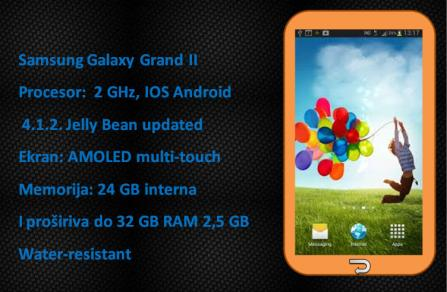 13:17
Samsung Galaxy Grand II
Procesor:  2 GHz, IOS Android
4.1.2. Jelly Bean updated
Ekran: AMOLED multi-touch
Memorija: 24 GB interna
I proširiva do 32 GB RAM 2,5 GB
Water-resistant
Messaging Internet Apps